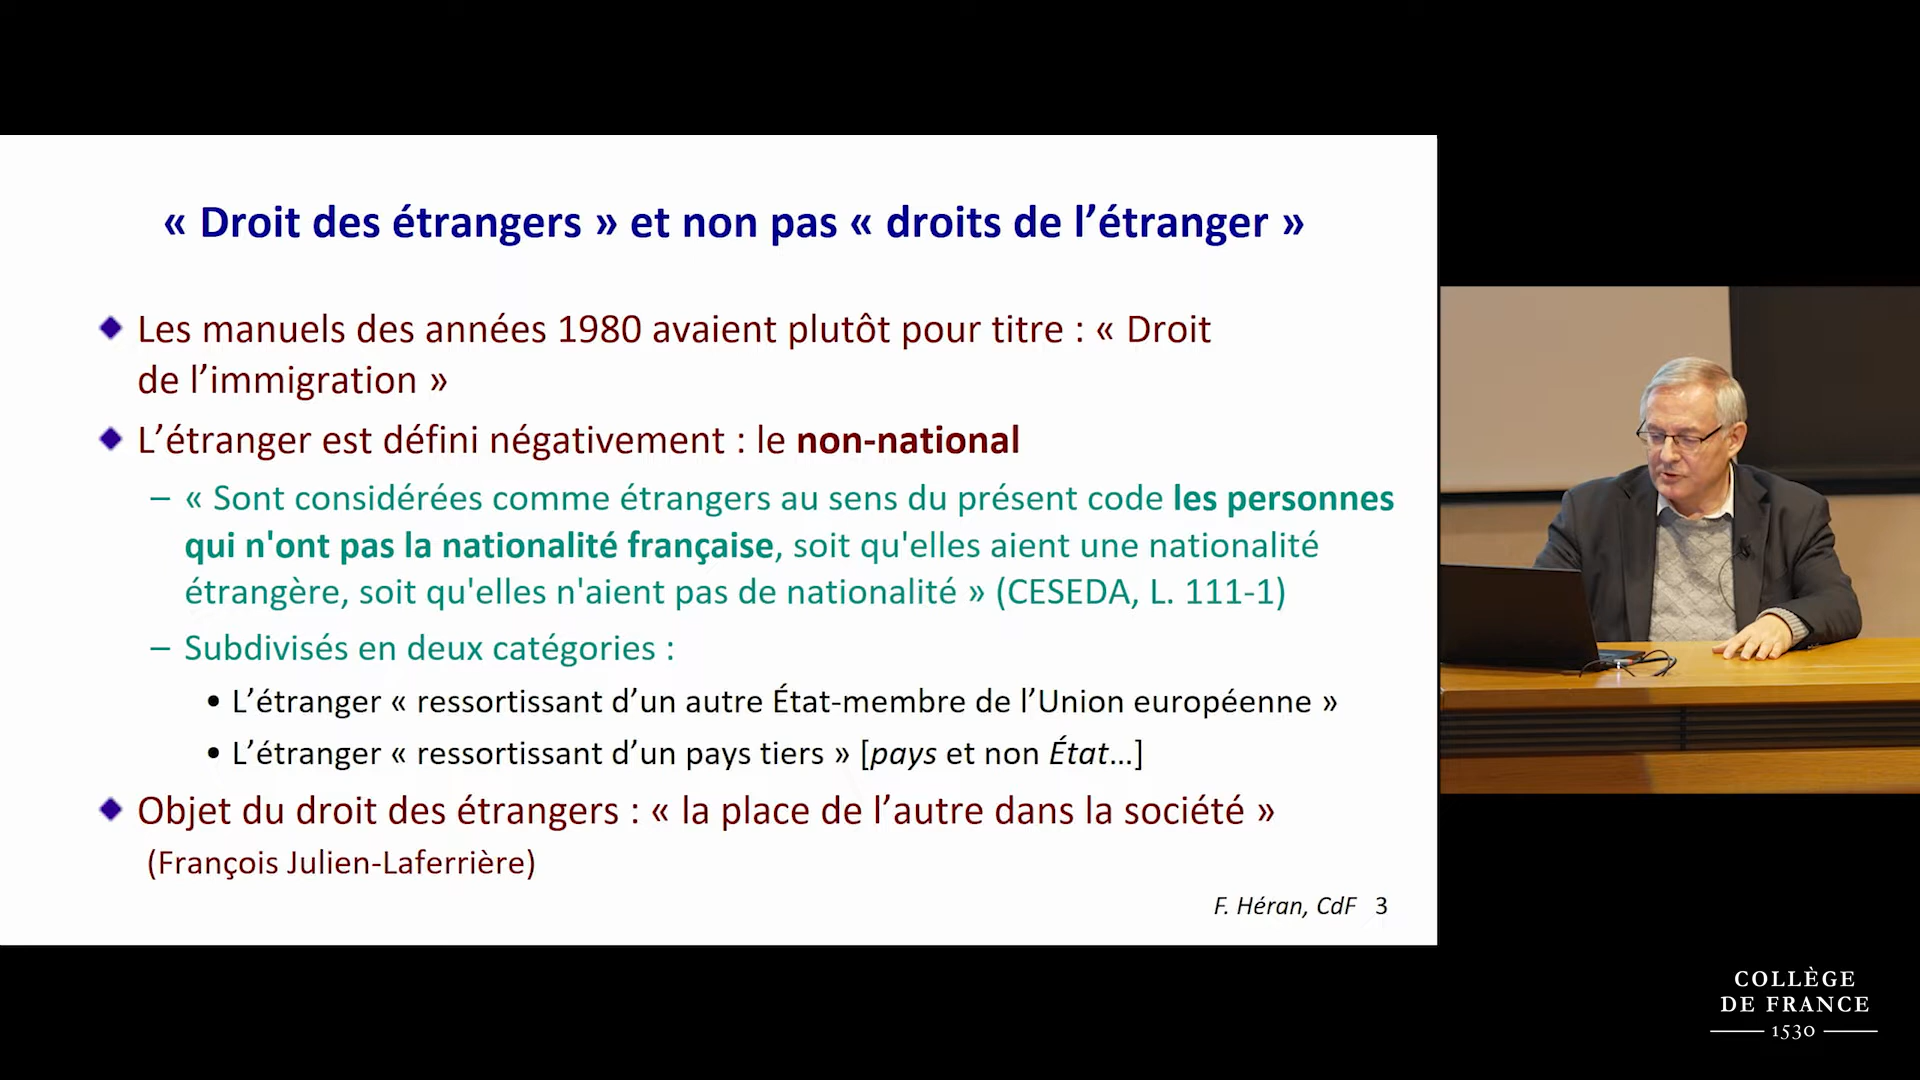 « Droit des étrangers » et non pas « droits de l’étranger »
Les manuels des années 1980 avaient plutôt pour titre : « Droit
de l’immigration »
L’étranger est défini négativement : le non-national
– « Sont considérées comme étrangers au sens du présent code les personnes
qui n'ont pas la nationalité française, soit qu'elles aient une nationalité
étrangère, soit qu'elles n'aient pas de nationalité » (CESEDA, L. 111-1)
– Subdivisés en deux catégories :
• L’étranger « ressortissant d’un autre État-membre de l’Union européenne »
• L’étranger « ressortissant d’un pays tiers » [pays et non État…]
Objet du droit des étrangers : « la place de l’autre dans la société »
(François Julien-Laferrière)
F. Héran, CdF 3
COLLÈGE
DE FRANCE
1530